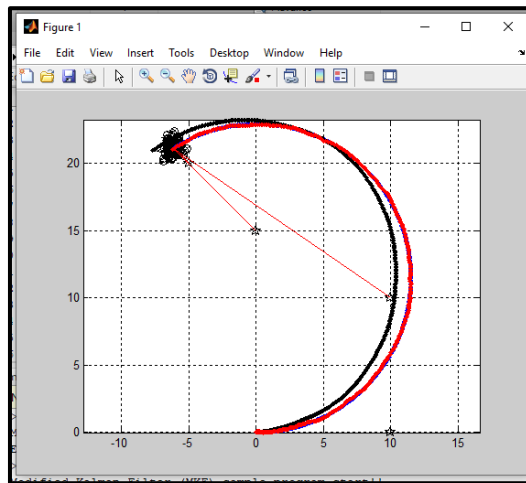 Figure 1
File Edit View Insert Tools Desktop Window Help
20
15
10
5
0
-10 -5 0 5 10 15
Modified Kalman Filter (MKF) sample program start!!